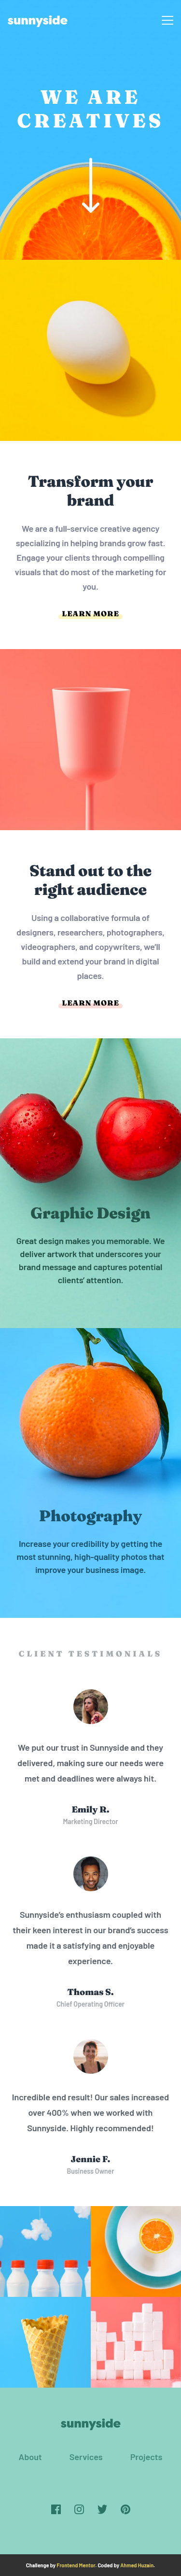 sunnyside
WE ARE
CREATIVES
Transform your
brand
We are a full-service creative agency
specializing in helping brands grow fast.
Engage your clients through compelling
visuals that do most of the marketing for
you.
LEARN MORE
Stand out to the
right audience
Using a collaborative formula of
designers, researchers, photographers,
videographers, and copywriters, we'll
build and extend your brand in digital
places.
LEARN MORE
Graphic Design
Great design makes you memorable. We
deliver artwork that underscores your
brand message and captures potential
clients' attention.
Photography
Increase your credibility by getting the
most stunning, high-quality photos that
improve your business image.
CLIENT TESTIMONIALS
We put our trust in Sunnyside and they
delivered, making sure our needs were
met and deadlines were always hit.
Emily R.
Marketing Director
Sunnyside's enthusiasm coupled with
their keen interest in our brand's success
made it a satisfying and enjoyable
experience.
Thomas S.
Chief Operating Officer
Incredible end result! Our sales increased
over 400% when we worked with
Sunnyside. Highly recommended!
Jennie F.
Business Owner
sunnyside
About Services Projects
Challenge by Frontend Mentor. Coded by Ahmed Huzain.